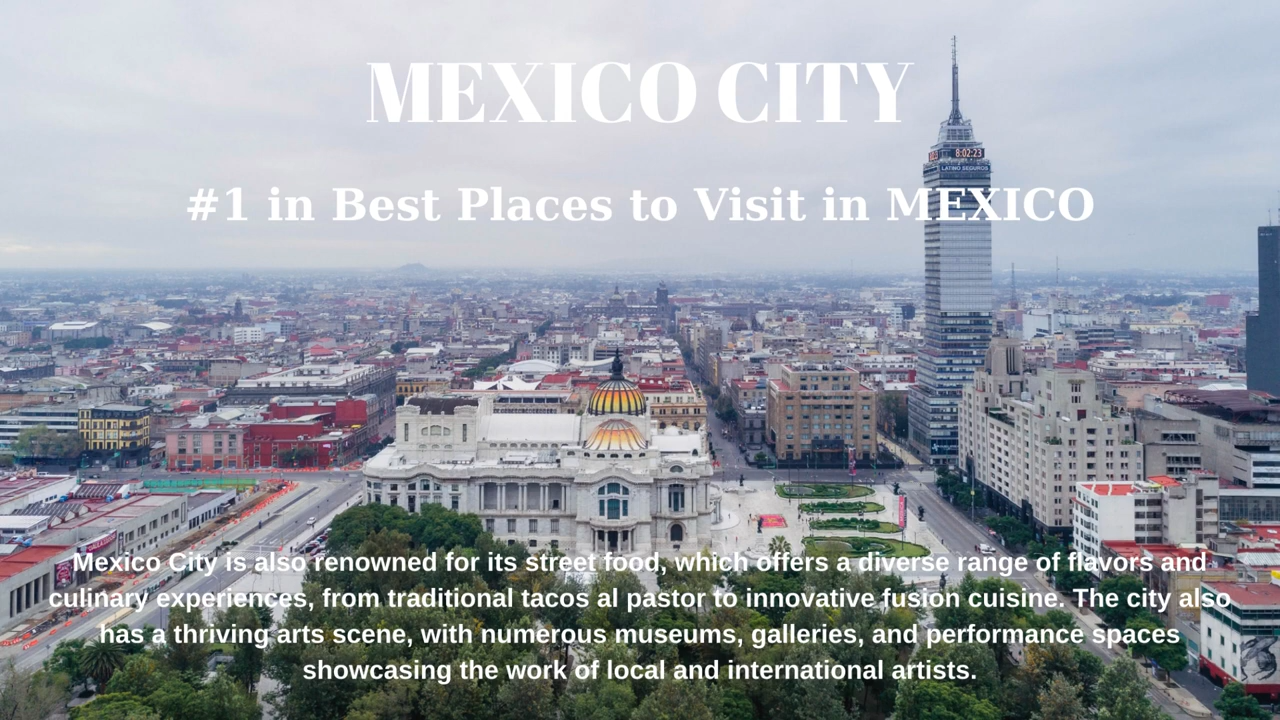 MEXICO CITY
8:02:23
LATINO SEGUROS
#1 in Best Places to Visit in MEXICO
Mexico City is also renowned for its street food, which offers a diverse range of flavors and
culinary experiences, from traditional tacos al pastor to innovative fusion cuisine. The city also
has a thriving arts scene, with numerous museums, galleries, and performance spaces
showcasing the work of local and international artists.